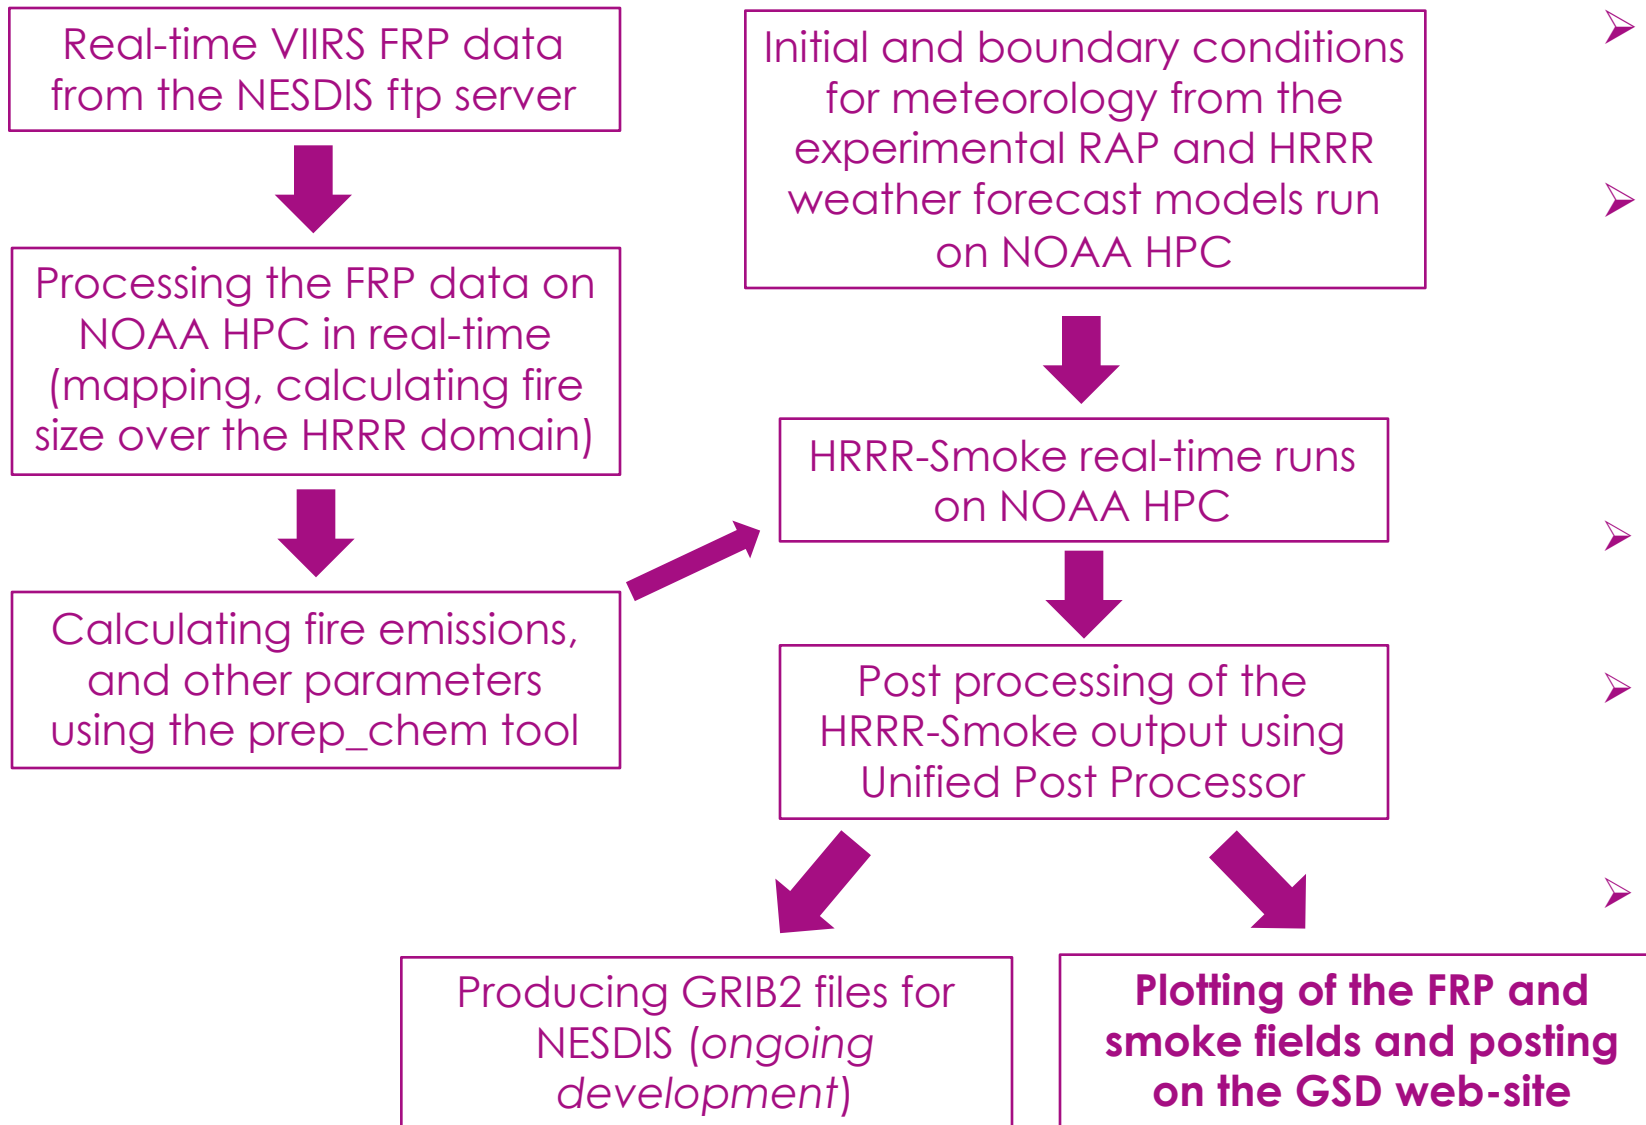 Real-time VIIRS FRP data
from the NESDIS ftp server
Processing the FRP data on
NOAA HPC in real-time
(mapping, calculating fire
size over the HRRR domain)
Calculating fire emissions,
and other parameters
using the prep_chem tool
Initial and boundary conditions
for meteorology from the
experimental RAP and HRRR
weather forecast models run
on NOAA HPC
HRRR-Smoke real-time runs
on NOAA HPC
Post processing of the
HRRR-Smoke output using
Unified Post Processor
Producing GRIB2 files for
NESDIS (ongoing
development)
Plotting of the FRP and
smoke fields and posting
on the GSD web-site